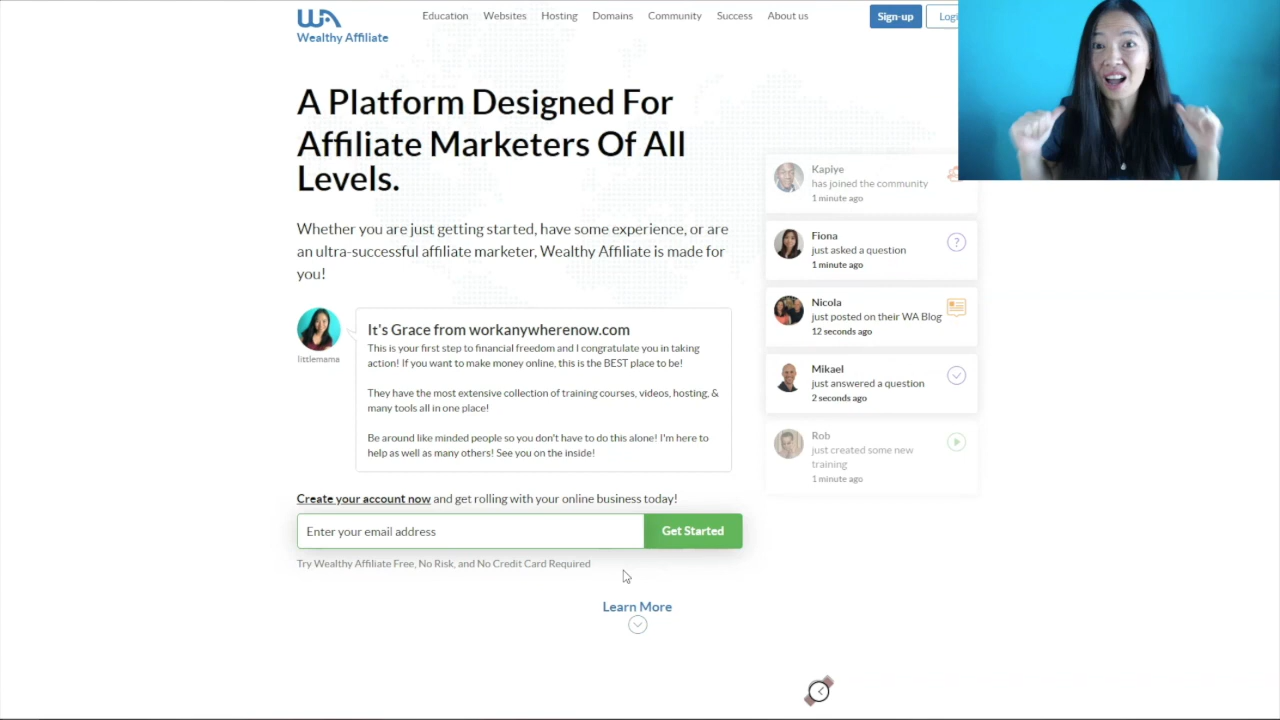 WA
Wealthy Affiliate
Education
Websites
Hosting
Domains
Community
Success
About us
Sign-up
A Platform Designed For
Affiliate Marketers Of All
Levels.
Whether you are just getting started, have some experience, or are
an ultra-successful affiliate marketer, Wealthy Affiliate is made for
you!
littlemama
It's Grace from workanywherenow.com
This is your first step to financial freedom and I congratulate you in taking
action! If you want to make money online, this is the BEST place to be!
They have the most extensive collection of training courses, videos, hosting, &
many tools all in one place!
Be around like minded people so you don't have to do this alone! I'm here to
help as well as many others! See you on the inside!
Create your account now and get rolling with your online business today!
Enter your email address
Get Started
Try Wealthy Affiliate Free, No Risk, and No Credit Card Required
Learn More
Kapiye
has joined the community
1 minute ago
Fiona
just asked a question
1 minute ago
?
Nicola
just posted on their WA Blog
12 seconds ago
Mikael
just answered a question
2 seconds ago
Rob
just created some new
training
1 minute ago